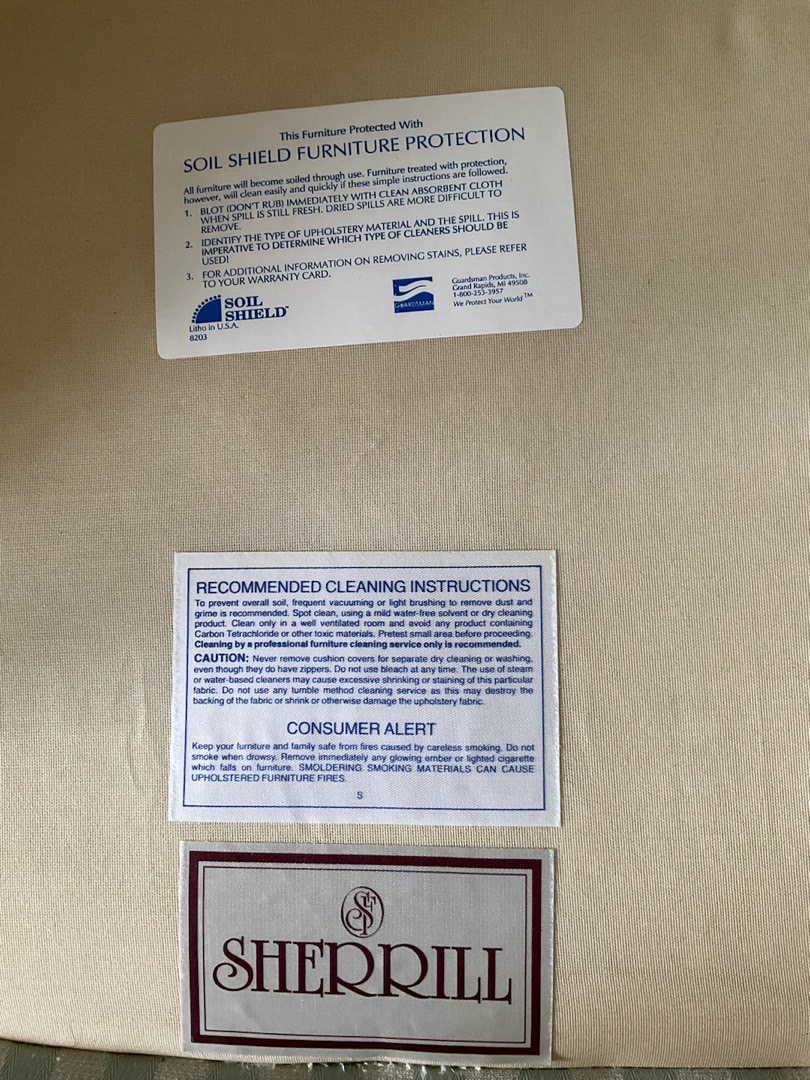 This Furniture Protected With
SOIL SHIELD FURNITURE PROTECTION
All furniture will become soiled through use. Furniture treated with protection,
however, will clean easily and quickly if these simple instructions are followed.
1. BLOT (DON'T RUB) IMMEDIATELY WITH CLEAN ABSORBENT CLOTH
WHEN SPILL IS STILL FRESH. DRIED SPILLS ARE MORE DIFFICULT TO
REMOVE.
2. IDENTIFY THE TYPE OF UPHOLSTERY MATERIAL AND THE SPILL. THIS IS
IMPERATIVE TO DETERMINE WHICH TYPE OF CLEANERS SHOULD BE
USED!
3. FOR ADDITIONAL INFORMATION ON REMOVING STAINS, PLEASE REFER
TO YOUR WARRANTY CARD.
SOIL
SHIELD™
Litho in U.S.A.
8203
GUARDSMAN
Guardsman Products, Inc.
Grand Rapids, MI 49508
1-800-253-3957
We Protect Your World™
RECOMMENDED CLEANING INSTRUCTIONS
To prevent overall soil, frequent vacuuming or light brushing to remove dust and
grime is recommended. Spot clean, using a mild water-free solvent or dry cleaning
product. Clean only in a well ventilated room and avoid any product containing
Carbon Tetrachloride or other toxic materials. Pretest small area before proceeding.
Cleaning by a professional furniture cleaning service only is recommended.
CAUTION: Never remove cushion covers for separate dry cleaning or washing,
even though they do have zippers. Do not use bleach at any time. The use of steam
or water-based cleaners may cause excessive shrinking or staining of this particular
fabric. Do not use any tumble method cleaning service as this may destroy the
backing of the fabric or shrink or otherwise damage the upholstery fabric.
CONSUMER ALERT
Keep your furniture and family safe from fires caused by careless smoking. Do not
smoke when drowsy. Remove immediately any glowing ember or lighted cigarette
which falls on furniture. SMOLDERING SMOKING MATERIALS CAN CAUSE
UPHOLSTERED FURNITURE FIRES.
S
SHERRILL